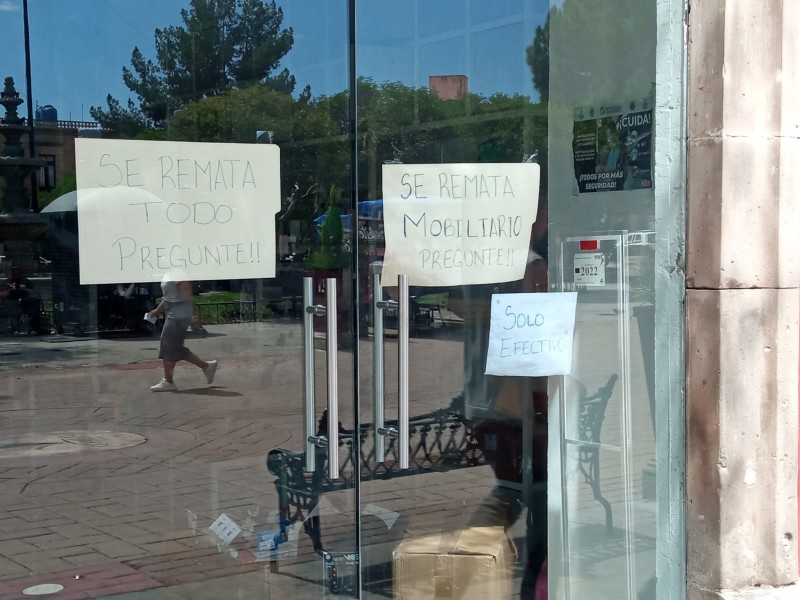 SE REMATA
TODO
PREGUNTE!!
SE REMATA
MOBILIARIO
PREGUNTE!!
"SOLO
EFECTIVO"
¡CUIDA!
¡TODOS POR MÁS
SEGURIDAD!
2022